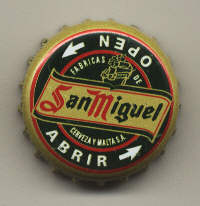 OPEN
FABRICAS DE
San Miguel
CERVEZA Y MALTA S.A.
ABRIR